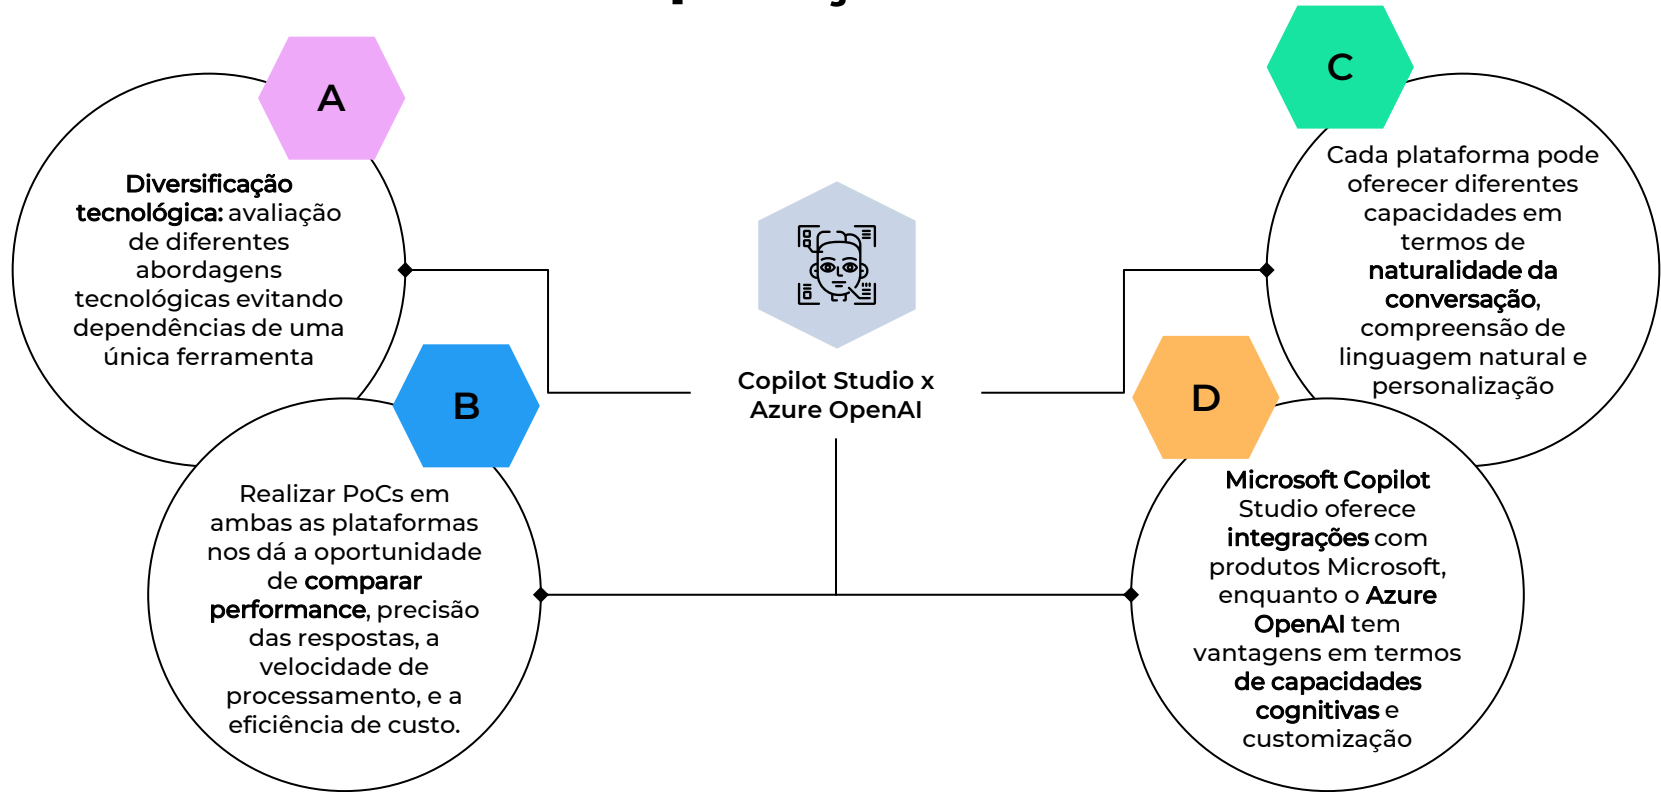 A
Diversificação
tecnológica: avaliação
de diferentes
abordagens
tecnológicas evitando
dependências de uma
única ferramenta
B
Realizar PoCs em
ambas as plataformas
nos dá a oportunidade
de comparar
performance, precisão
das respostas, a
velocidade de
processamento, e a
eficiência de custo.
Copilot Studio x
Azure OpenAI
C
Cada plataforma pode
oferecer diferentes
capacidades em
termos de
naturalidade da
conversação,
compreensão de
linguagem natural e
personalização
D
Microsoft Copilot
Studio oferece
integrações com
produtos Microsoft,
enquanto o Azure
OpenAI tem
vantagens em termos
de capacidades
cognitivas e
customização